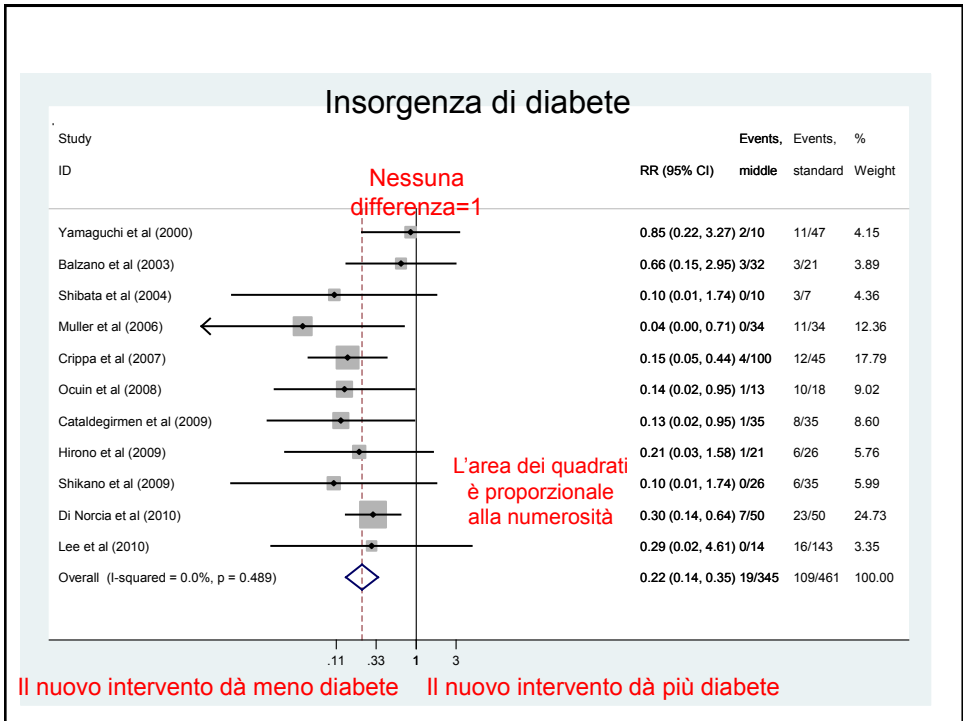 Insorgenza di diabete
Study Events, Events, %
ID RR (95% CI) middle standard Weight
Nessuna
differenza=1
Yamaguchi et al (2000) 0.85 (0.22, 3.27) 2/10 11/47 4.15
Balzano et al (2003) 0.66 (0.15, 2.95) 3/32 3/21 3.89
Shibata et al (2004) 0.10 (0.01, 1.74) 0/10 3/7 4.36
Muller et al (2006) 0.04 (0.00, 0.71) 0/34 11/34 12.36
Crippa et al (2007) 0.15 (0.05, 0.44) 4/100 12/45 17.79
Ocuin et al (2008) 0.14 (0.02, 0.95) 1/13 10/18 9.02
Cataldegirmen et al (2009) 0.13 (0.02, 0.95) 1/35 8/35 8.60
Hirono et al (2009) 0.21 (0.03, 1.58) 1/21 6/26 5.76
L'area dei quadrati
è proporzionale
alla numerosità
Shikano et al (2009) 0.10 (0.01, 1.74) 0/26 6/35 5.99
Di Norcia et al (2010) 0.30 (0.14, 0.64) 7/50 23/50 24.73
Lee et al (2010) 0.29 (0.02, 4.61) 0/14 16/143 3.35
Overall (I-squared = 0.0%, p = 0.489) 0.22 (0.14, 0.35) 19/345 109/461 100.00
.11 .33 1 3
Il nuovo intervento dà meno diabete Il nuovo intervento dà più diabete